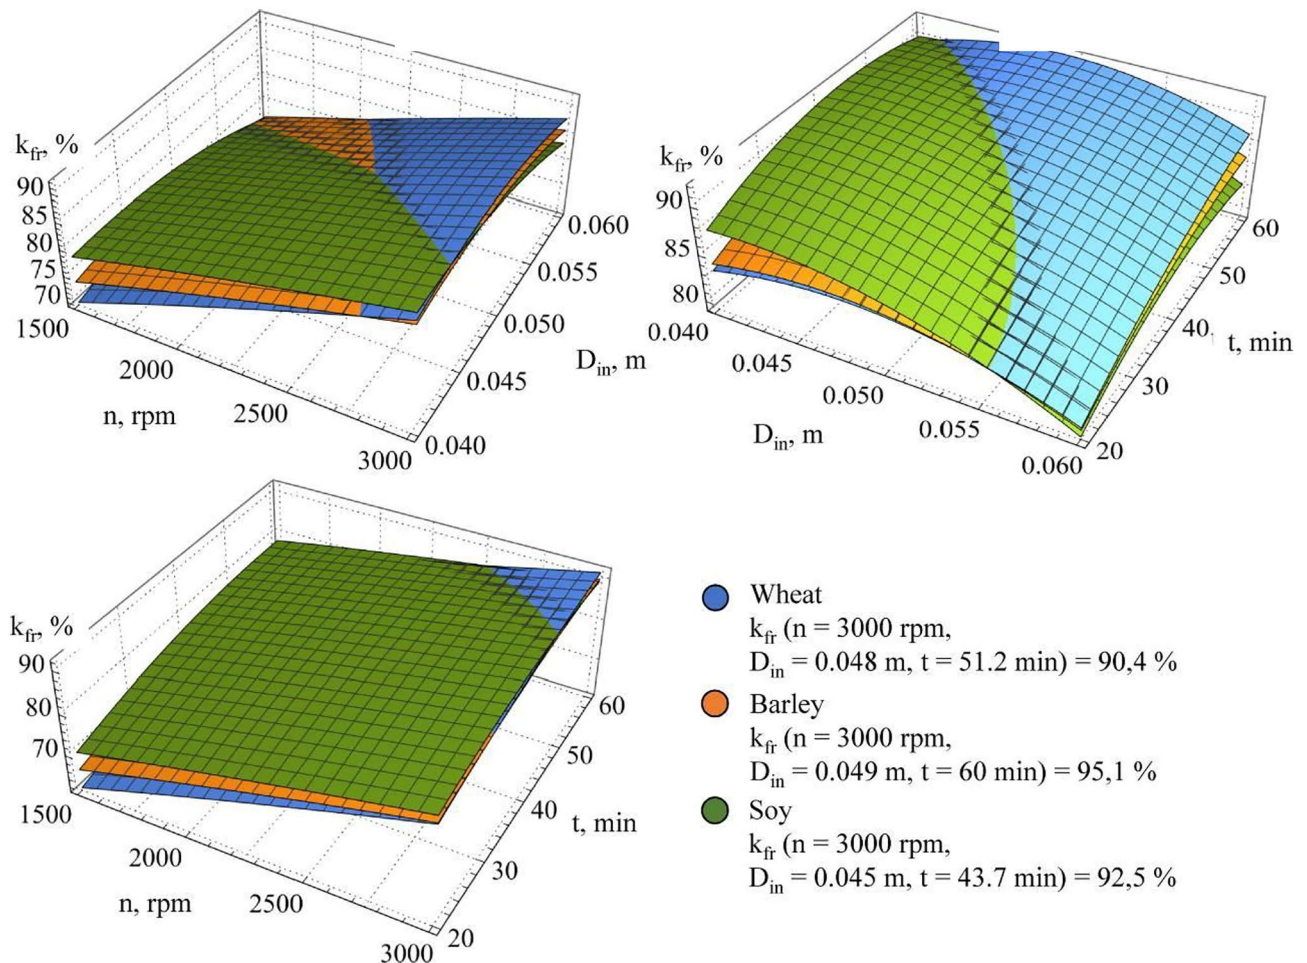 k_fr, %
90
85
80
75
70
1500
2000
2500
3000
n, rpm
0.060
0.055
0.050
0.045
0.040
D_in, m
k_fr, %
90
85
80
0.040
0.045
0.050
0.055
0.060
D_in, m
60
50
40
30
20
t, min
k_fr, %
90
80
70
1500
2000
2500
3000
n, rpm
60
50
40
30
20
t, min
Wheat
k_fr (n = 3000 rpm,
D_in = 0.048 m, t = 51.2 min) = 90,4 %
Barley
k_fr (n = 3000 rpm,
D_in = 0.049 m, t = 60 min) = 95,1 %
Soy
k_fr (n = 3000 rpm,
D_in = 0.045 m, t = 43.7 min) = 92,5 %